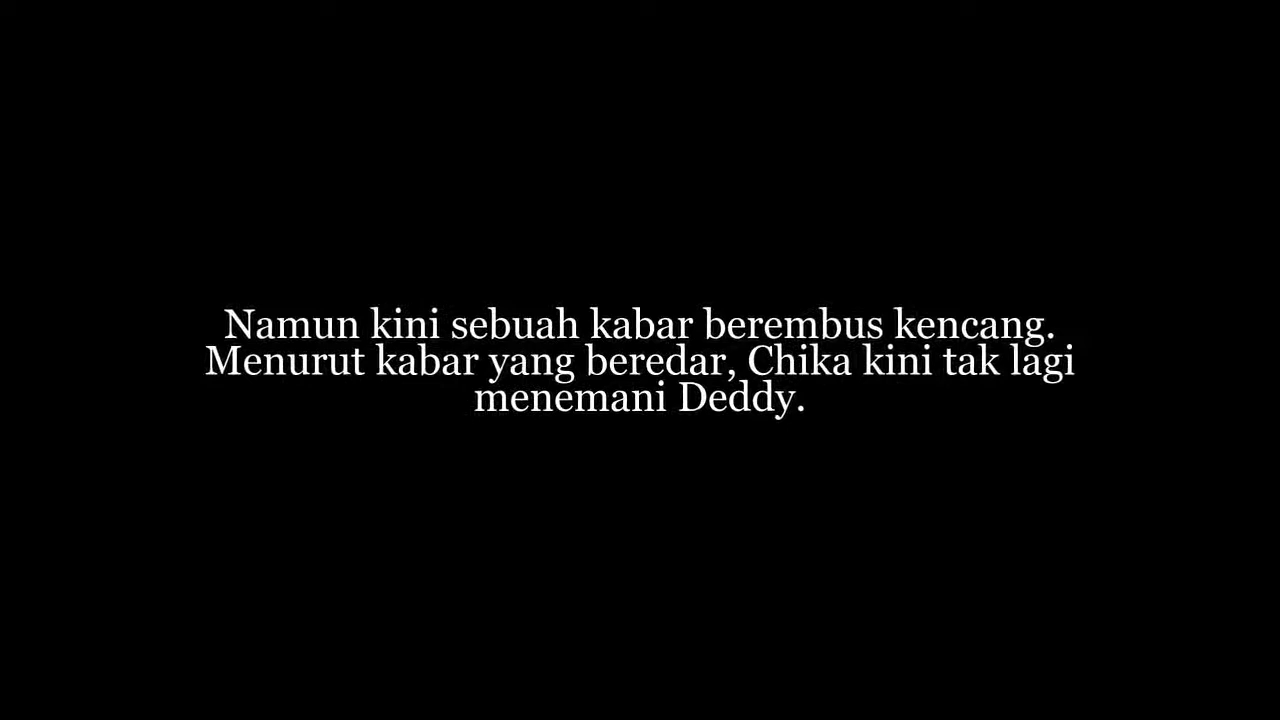 Namun kini sebuah kabar berembus kencang.
Menurut kabar yang beredar, Chika kini tak lagi
menemani Deddy.